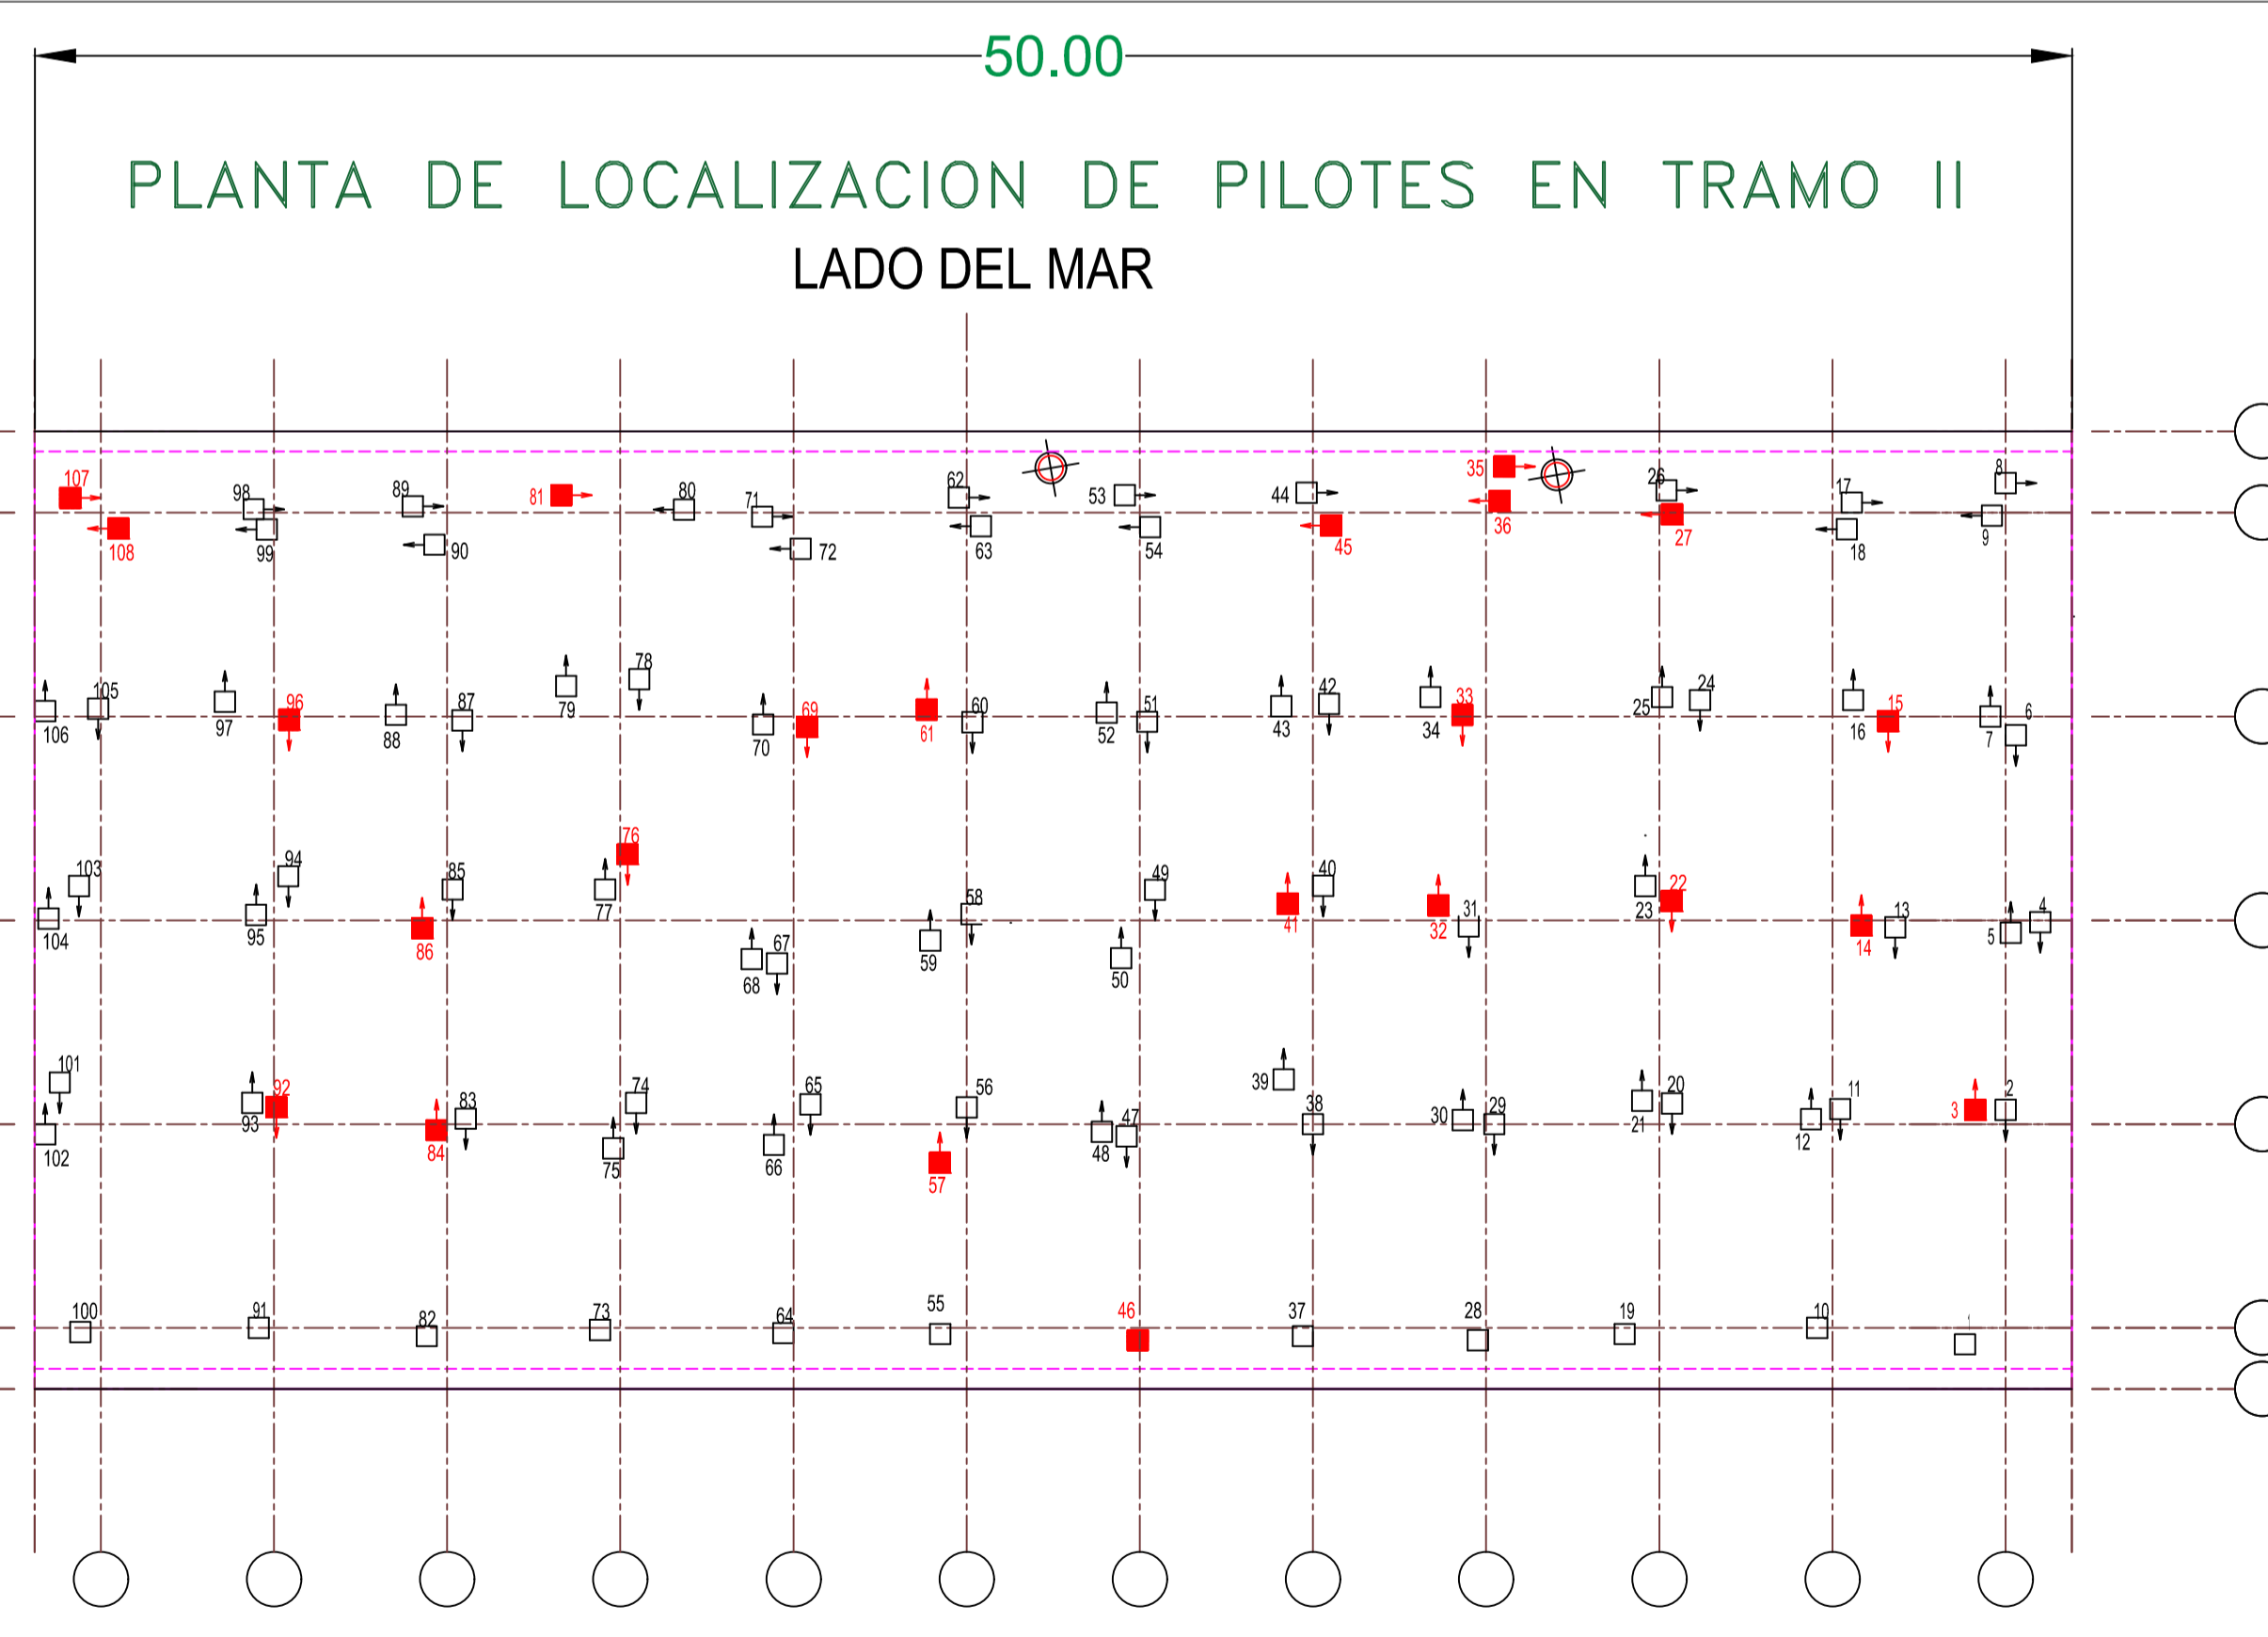 50.00
PLANTA DE LOCALIZACION DE PILOTES EN TRAMO II
LADO DEL MAR
107 98 89 81 80 71 62 53 44 35 26 17 8
108 99 90 72 63 54 45 36 27 18 9
105 96 87 78 69 60 51 42 33 24 15 6
106 97 88 79 70 61 52 43 34 25 16 7
103 94 85 76 67 58 49 40 31 22 13 4
104 95 86 77 68 59 50 41 32 23 14 5
101 92 83 74 65 56 47 38 29 20 11 2
102 93 84 75 66 57 48 39 30 21 12 3
100 91 82 73 64 55 46 37 28 19 10 1